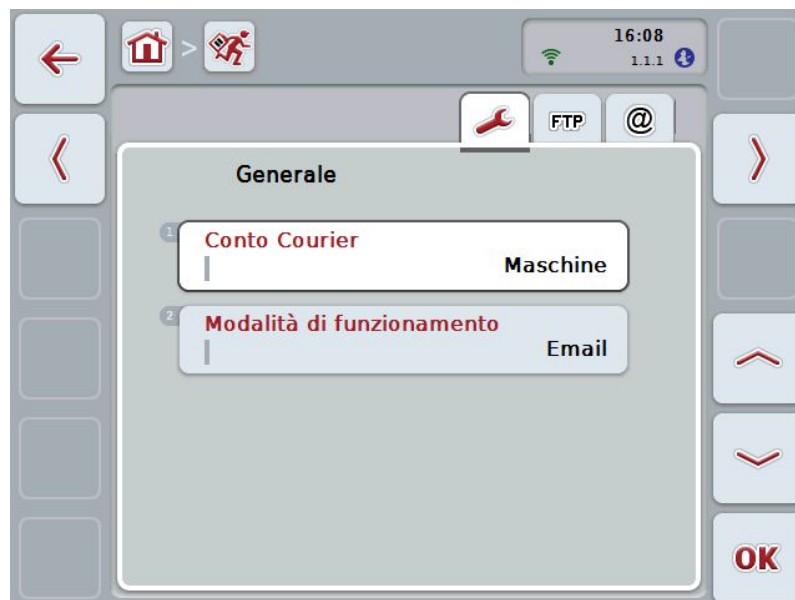 >
16:08
1.1.1
FTP
@
Generale
1
Conto Courier
Maschine
2
Modalità di funzionamento
Email
OK